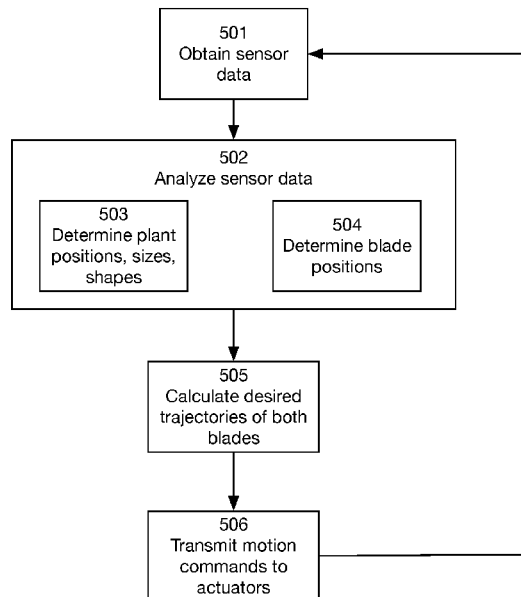 501
Obtain sensor
data
502
Analyze sensor data
503
Determine plant
positions, sizes,
shapes
504
Determine blade
positions
505
Calculate desired
trajectories of both
blades
506
Transmit motion
commands to
actuators